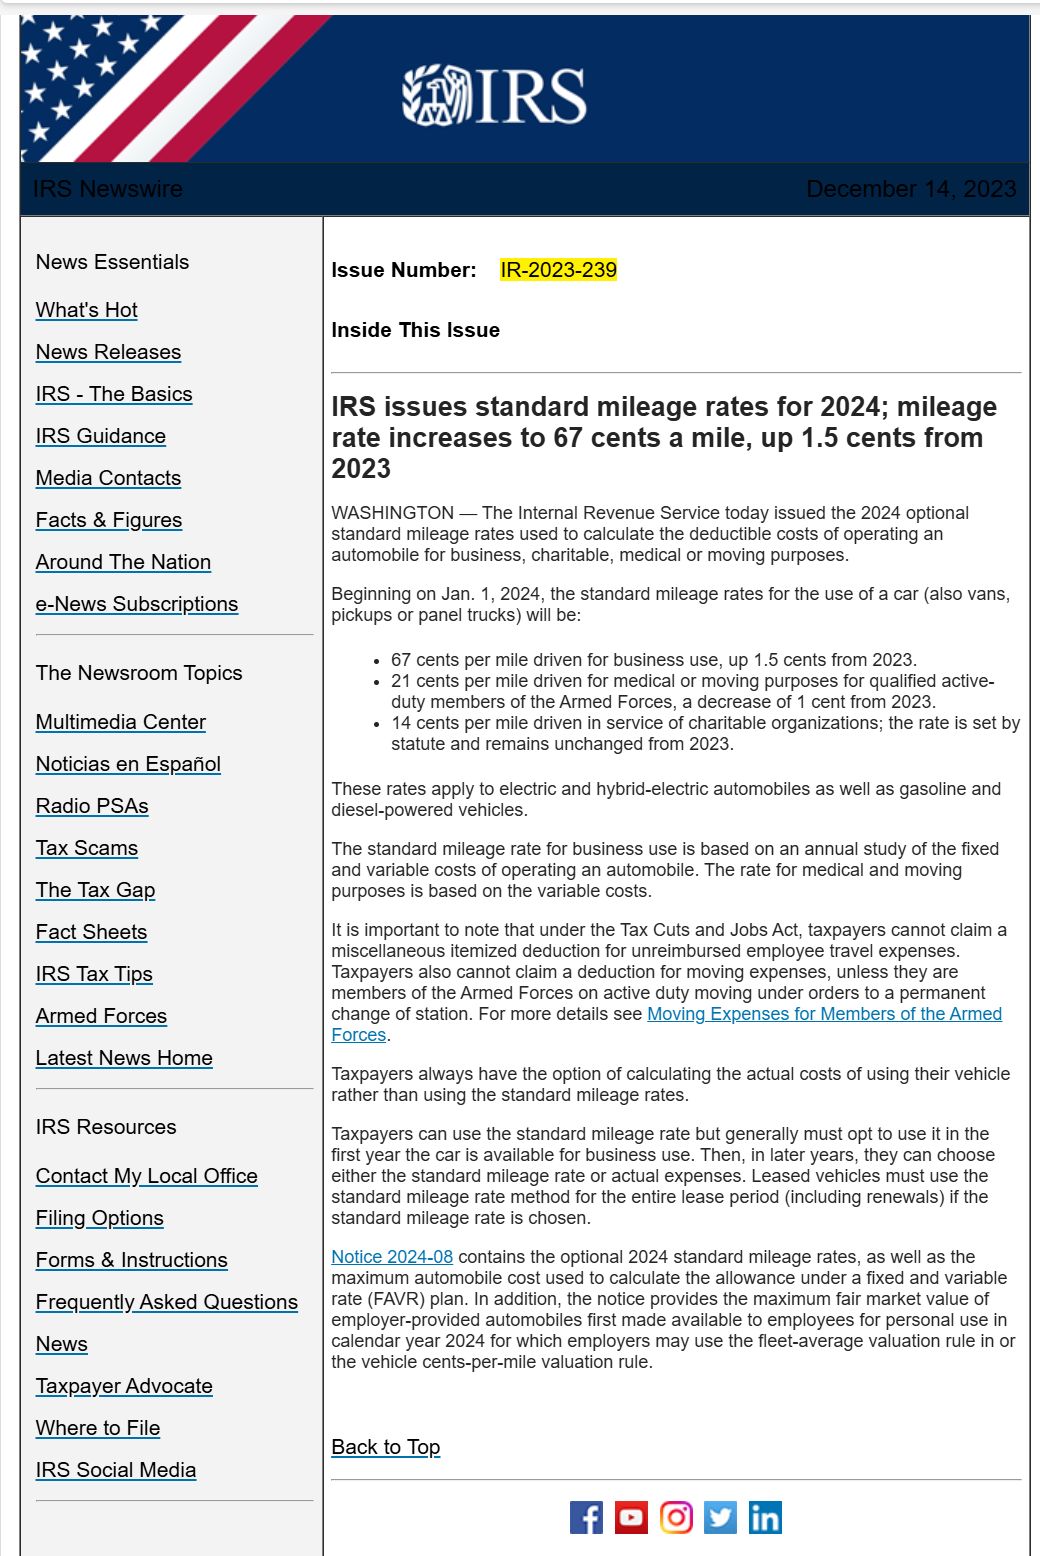 IRS
IRS Newswire
December 14, 2023
News Essentials
What's Hot
News Releases
IRS - The Basics
IRS Guidance
Media Contacts
Facts & Figures
Around The Nation
e-News Subscriptions
The Newsroom Topics
Multimedia Center
Noticias en Español
Radio PSAs
Tax Scams
The Tax Gap
Fact Sheets
IRS Tax Tips
Armed Forces
Latest News Home
IRS Resources
Contact My Local Office
Filing Options
Forms & Instructions
Frequently Asked Questions
News
Taxpayer Advocate
Where to File
IRS Social Media
Issue Number: IR-2023-239
Inside This Issue
IRS issues standard mileage rates for 2024; mileage
rate increases to 67 cents a mile, up 1.5 cents from
2023
WASHINGTON — The Internal Revenue Service today issued the 2024 optional
standard mileage rates used to calculate the deductible costs of operating an
automobile for business, charitable, medical or moving purposes.
Beginning on Jan. 1, 2024, the standard mileage rates for the use of a car (also vans,
pickups or panel trucks) will be:
• 67 cents per mile driven for business use, up 1.5 cents from 2023.
• 21 cents per mile driven for medical or moving purposes for qualified active-
duty members of the Armed Forces, a decrease of 1 cent from 2023.
• 14 cents per mile driven in service of charitable organizations; the rate is set by
statute and remains unchanged from 2023.
These rates apply to electric and hybrid-electric automobiles as well as gasoline and
diesel-powered vehicles.
The standard mileage rate for business use is based on an annual study of the fixed
and variable costs of operating an automobile. The rate for medical and moving
purposes is based on the variable costs.
It is important to note that under the Tax Cuts and Jobs Act, taxpayers cannot claim a
miscellaneous itemized deduction for unreimbursed employee travel expenses.
Taxpayers also cannot claim a deduction for moving expenses, unless they are
members of the Armed Forces on active duty moving under orders to a permanent
change of station. For more details see Moving Expenses for Members of the Armed
Forces.
Taxpayers always have the option of calculating the actual costs of using their vehicle
rather than using the standard mileage rates.
Taxpayers can use the standard mileage rate but generally must opt to use it in the
first year the car is available for business use. Then, in later years, they can choose
either the standard mileage rate or actual expenses. Leased vehicles must use the
standard mileage rate method for the entire lease period (including renewals) if the
standard mileage rate is chosen.
Notice 2024-08 contains the optional 2024 standard mileage rates, as well as the
maximum automobile cost used to calculate the allowance under a fixed and variable
rate (FAVR) plan. In addition, the notice provides the maximum fair market value of
employer-provided automobiles first made available to employees for personal use in
calendar year 2024 for which employers may use the fleet-average valuation rule in or
the vehicle cents-per-mile valuation rule.
Back to Top